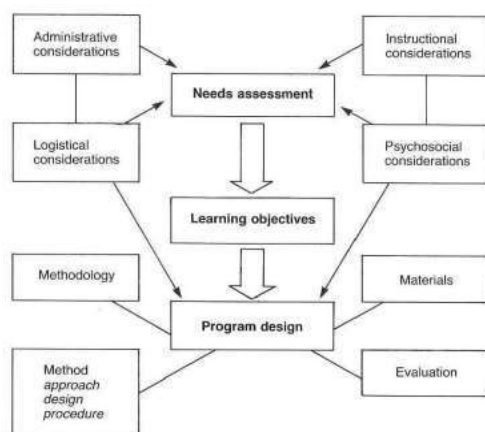 Administrative
considerations
Instructional
considerations
Needs assessment
Logistical
considerations
Psychosocial
considerations
Learning objectives
Methodology
Materials
Program design
Method
approach
design
procedure
Evaluation